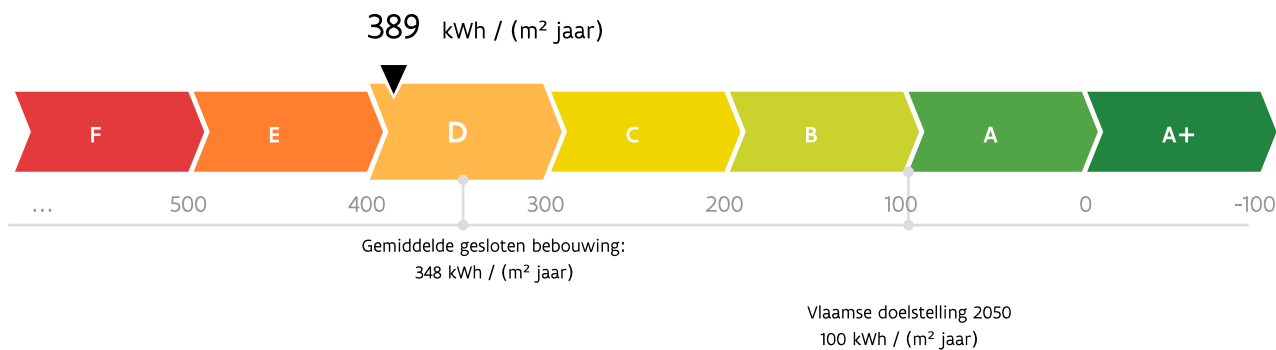 389 kWh / (m² jaar)
F E D C B A A+
... 500 400 300 200 100 0 -100
Gemiddelde gesloten bebouwing:
348 kWh / (m² jaar)
Vlaamse doelstelling 2050
100 kWh / (m² jaar)